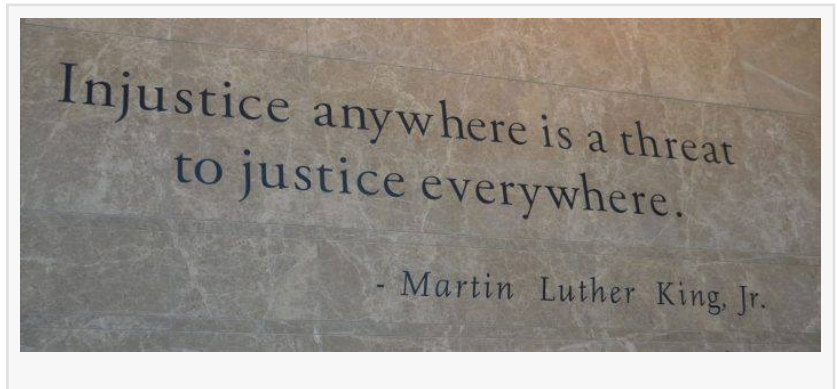 Injustice anywhere is a threat
to justice everywhere.
- Martin Luther King, Jr.